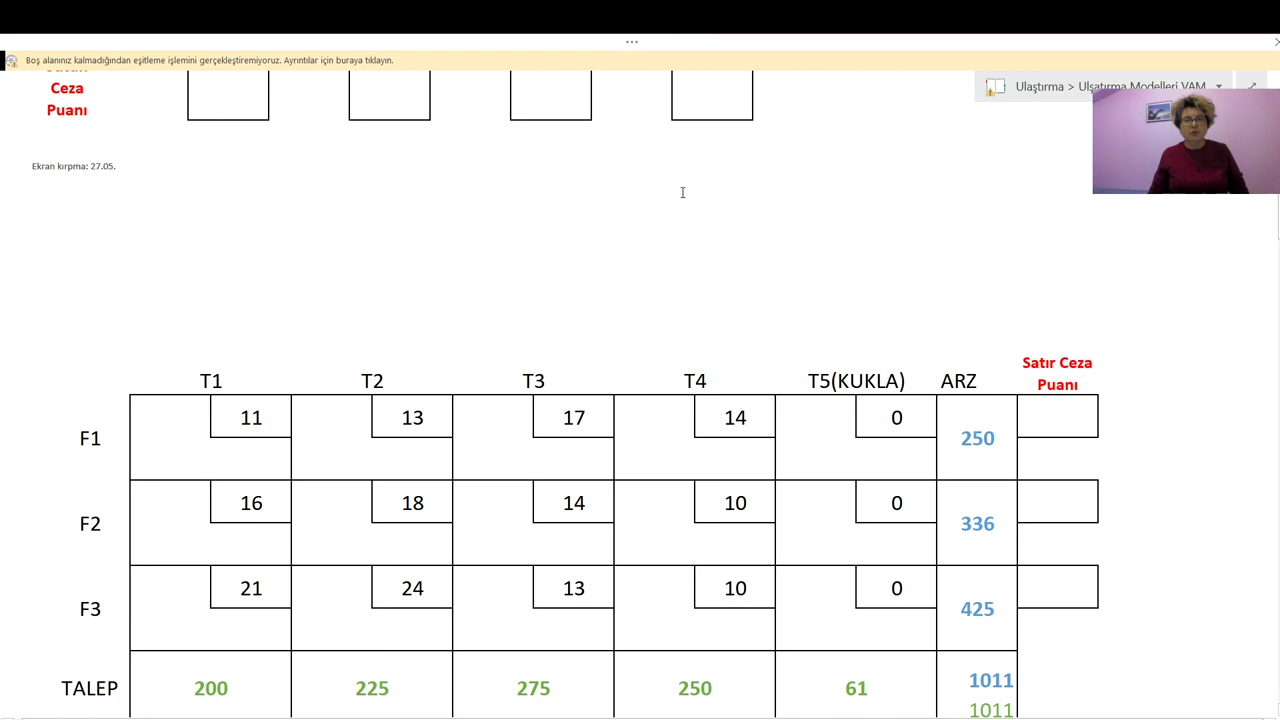 Boş alanınız kalmadığından eşitleme işlemini gerçekleştiremiyoruz. Ayrıntılar için buraya tıklayın.
Ceza
Puanı
Ulaştırma > Ulşatırma Modelleri VAM
Ekran kırpma: 27.05.
T1 T2 T3 T4 T5(KUKLA) ARZ Satır Ceza Puanı
11 13 17 14 0
F1 250
16 18 14 10 0
F2 336
21 24 13 10 0
F3 425
TALEP 200 225 275 250 61 1011
1011